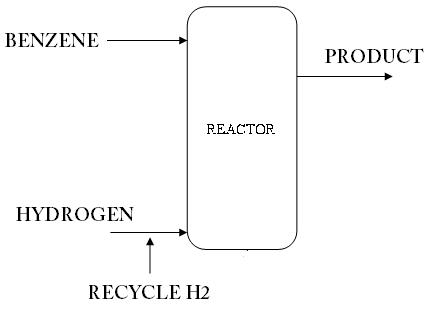 BENZENE
PRODUCT
REACTOR
HYDROGEN
RECYCLE H2